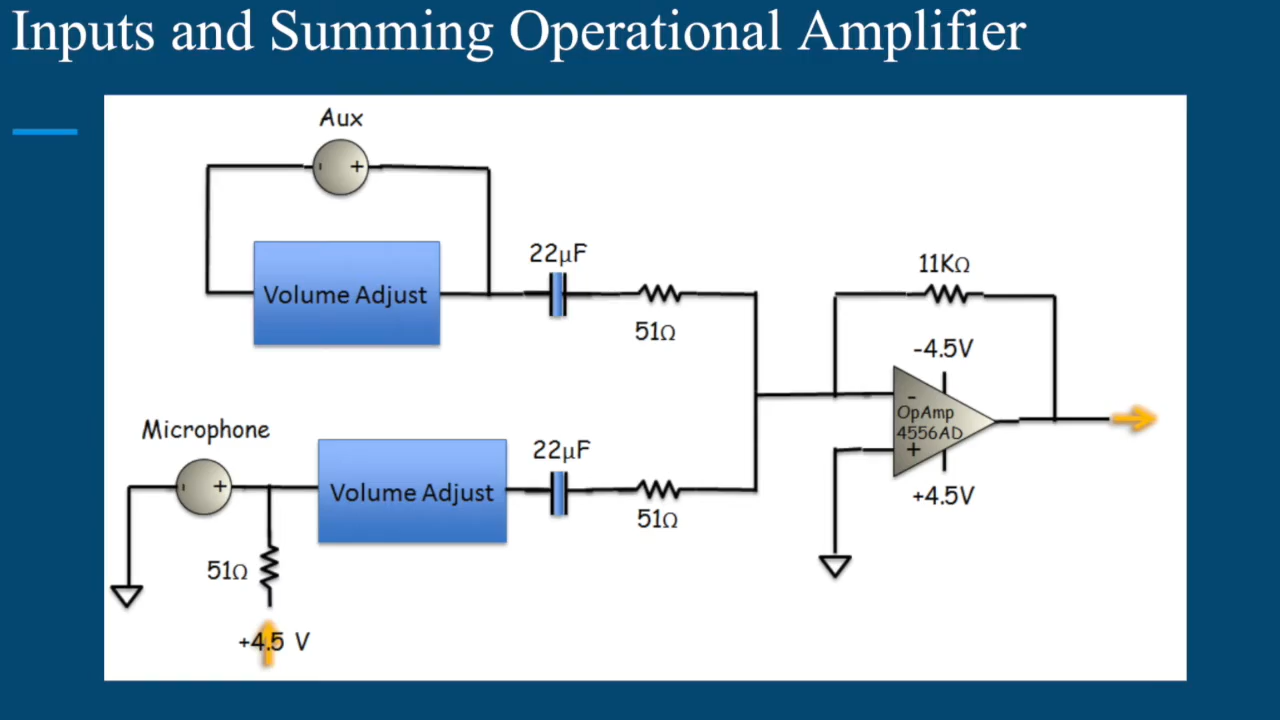 Inputs and Summing Operational Amplifier
Aux
- +
Volume Adjust
22μF
51Ω
11KΩ
-4.5V
-
OpAmp
4556AD
+
+4.5V
Microphone
- +
Volume Adjust
22μF
51Ω
51Ω
+4.5 V